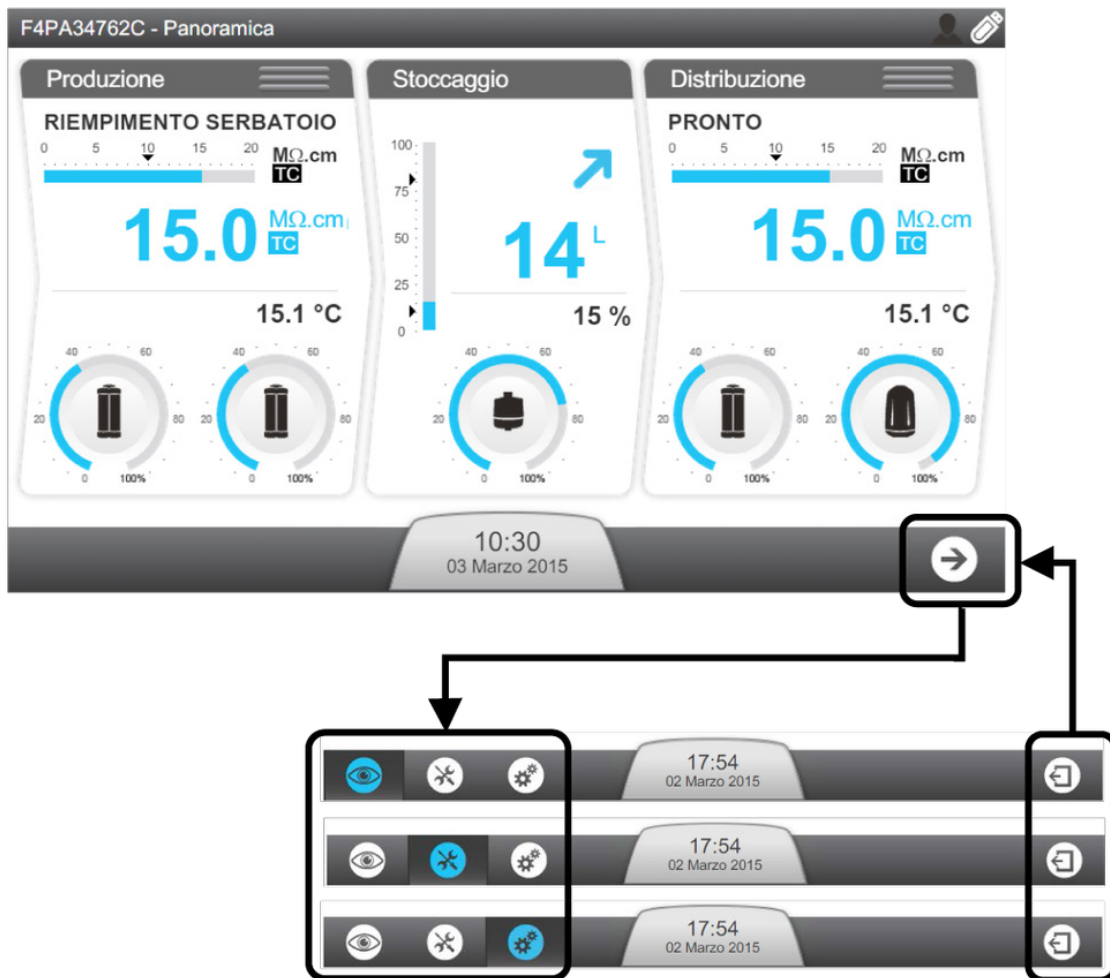 F4PA34762C - Panoramica
Produzione
RIEMPIMENTO SERBATOIO
0 5 10 15 20
MΩ.cm
TC
15.0 MΩ.cm
TC
15.1 °C
0 20 40 60 80 100%
0 20 40 60 80 100%
Stoccaggio
100
75
50
25
0
14 L
15 %
0 20 40 60 80 100%
Distribuzione
PRONTO
0 5 10 15 20
MΩ.cm
TC
15.0 MΩ.cm
TC
15.1 °C
0 20 40 60 80 100%
0 20 40 60 80 100%
10:30
03 Marzo 2015
17:54
02 Marzo 2015
17:54
02 Marzo 2015
17:54
02 Marzo 2015